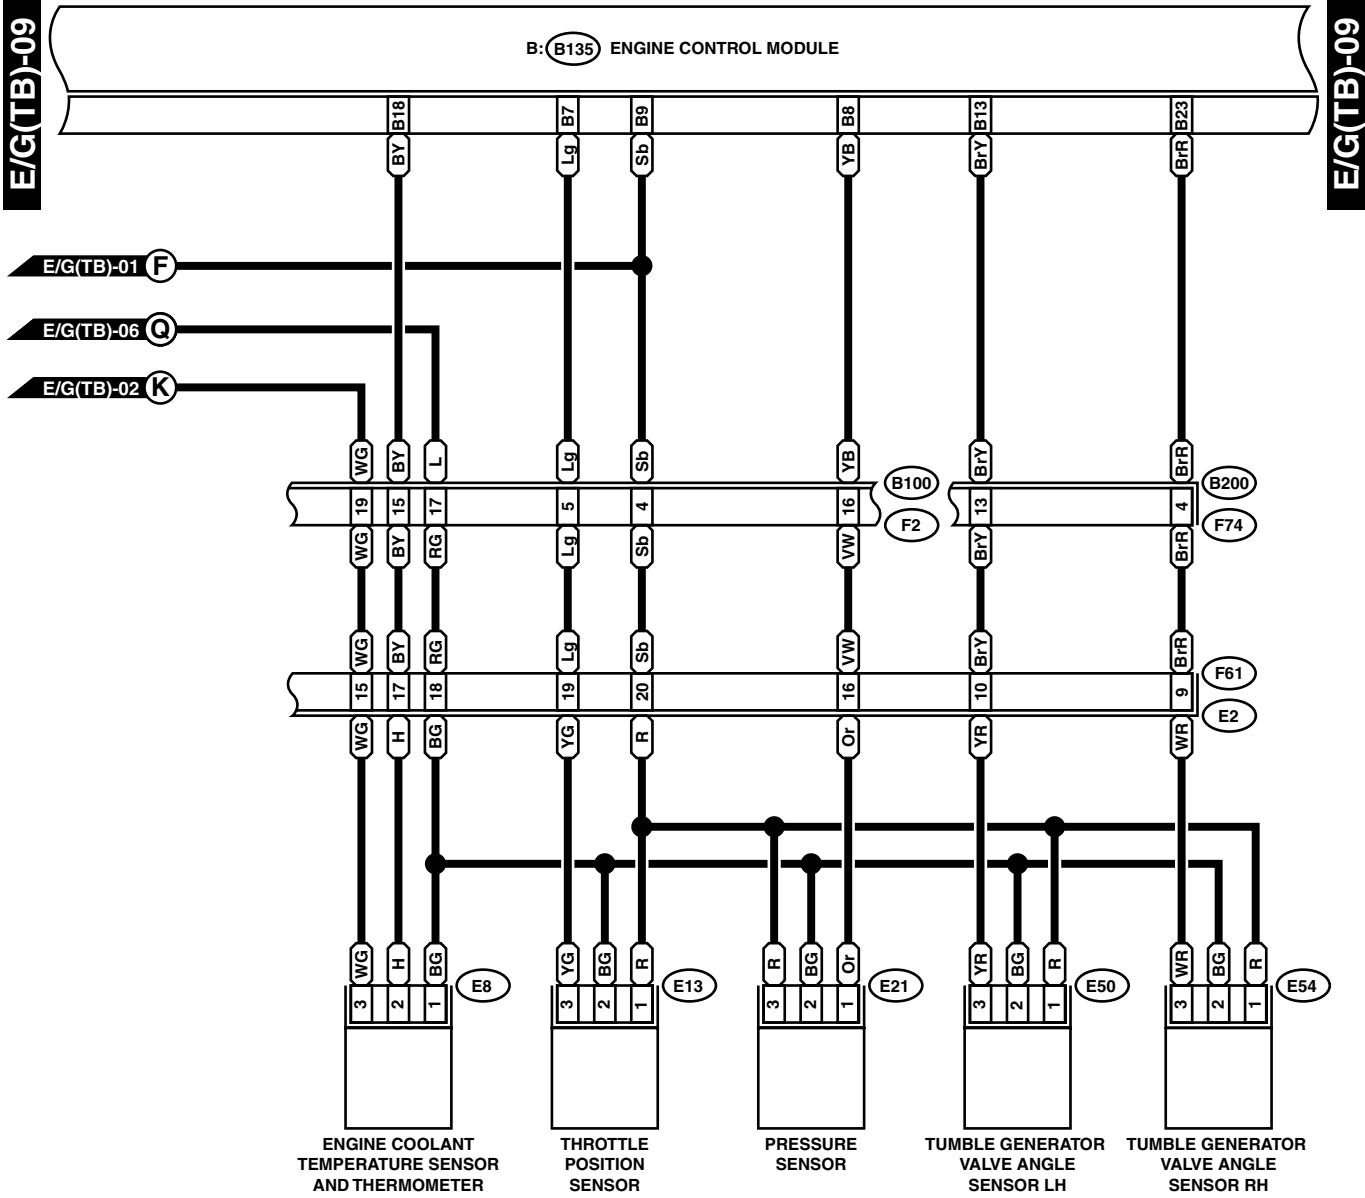 E/G(TB)-09
E/G(TB)-09
B: B135 ENGINE CONTROL MODULE
B18 B7 B9 B8 B13 B23
BY Lg Sb YB BrY BrR
E/G(TB)-01 F
E/G(TB)-06 Q
E/G(TB)-02 K
WG BY L Lg Sb YB BrY BrR
B100 B200
19 15 17 5 4 16 13 4
F2 F74
WG BY RG Lg Sb VW BrY BrR
WG BY RG Lg Sb VW BrY BrR
F61
15 17 18 19 20 16 10 9
E2
WG H BG YG R Or YR WR
WG H BG YG BG R R BG Or YR BG R WR BG R
E8 E13 E21 E50 E54
3 2 1 3 2 1 3 2 1 3 2 1 3 2 1
ENGINE COOLANT
TEMPERATURE SENSOR
AND THERMOMETER
THROTTLE
POSITION
SENSOR
PRESSURE
SENSOR
TUMBLE GENERATOR
VALVE ANGLE
SENSOR LH
TUMBLE GENERATOR
VALVE ANGLE
SENSOR RH